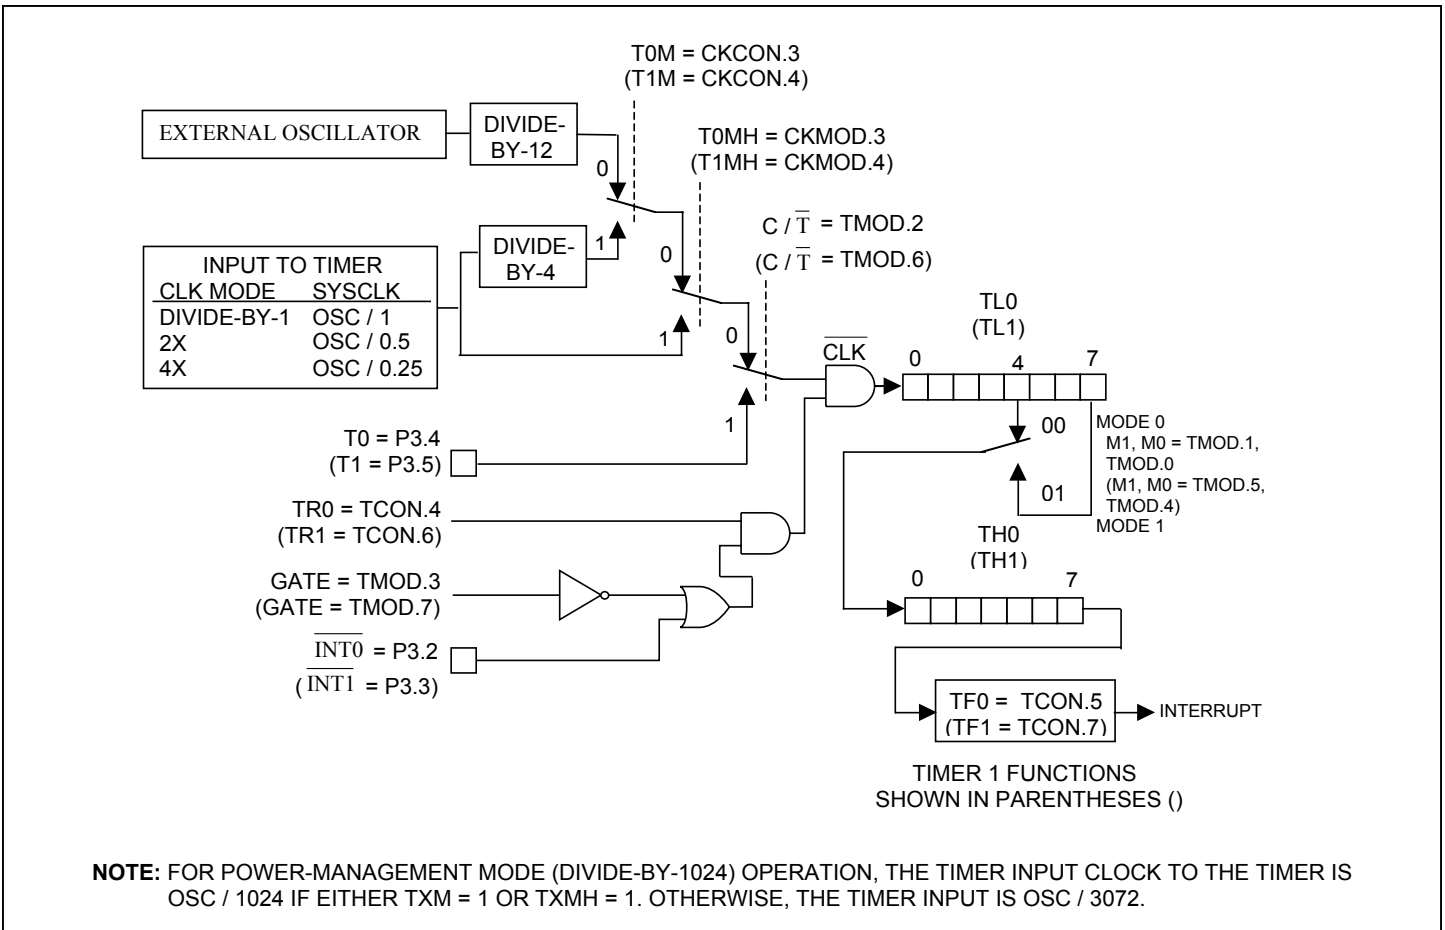 T0M = CKCON.3
(T1M = CKCON.4)
EXTERNAL OSCILLATOR
DIVIDE-
BY-12
T0MH = CKMOD.3
(T1MH = CKMOD.4)
0
C / T̅ = TMOD.2
(C / T̅ = TMOD.6)
1
DIVIDE-
BY-4
0
INPUT TO TIMER
CLK MODE SYSCLK
DIVIDE-BY-1 OSC / 1
2X OSC / 0.5
4X OSC / 0.25
1
0
C̅L̅K̅
TL0
(TL1)
0 4 7
1
T0 = P3.4
(T1 = P3.5)
00
01
MODE 0
M1, M0 = TMOD.1,
TMOD.0
(M1, M0 = TMOD.5,
TMOD.4)
MODE 1
TR0 = TCON.4
(TR1 = TCON.6)
TH0
(TH1)
0 7
GATE = TMOD.3
(GATE = TMOD.7)
I̅N̅T̅0̅ = P3.2
( I̅N̅T̅1̅ = P3.3)
TF0 = TCON.5
(TF1 = TCON.7)
INTERRUPT
TIMER 1 FUNCTIONS
SHOWN IN PARENTHESES ()
NOTE: FOR POWER-MANAGEMENT MODE (DIVIDE-BY-1024) OPERATION, THE TIMER INPUT CLOCK TO THE TIMER IS
OSC / 1024 IF EITHER TXM = 1 OR TXMH = 1. OTHERWISE, THE TIMER INPUT IS OSC / 3072.